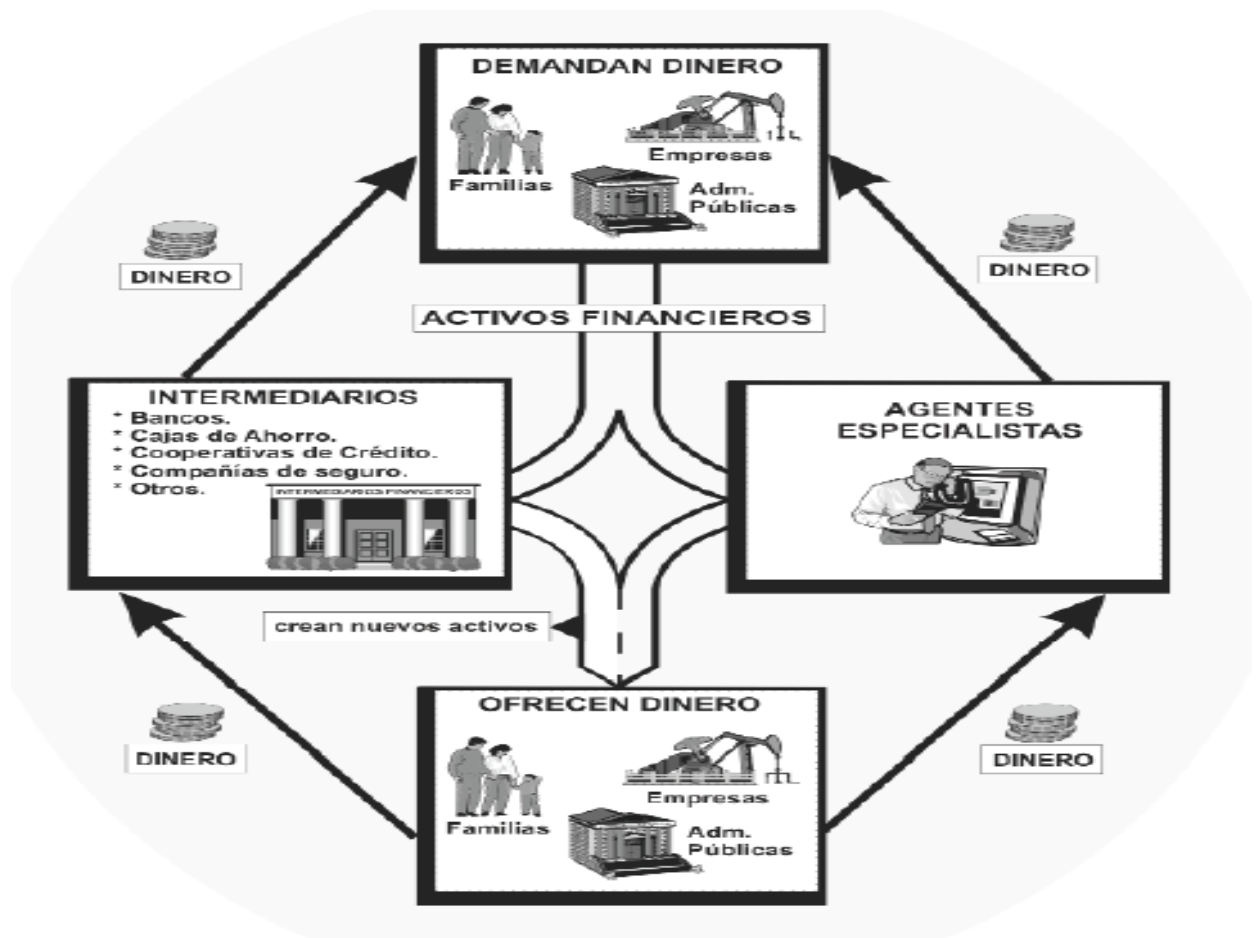 DEMANDAN DINERO
Empresas
Familias
Adm.
Públicas
DINERO
DINERO
ACTIVOS FINANCIEROS
INTERMEDIARIOS
* Bancos.
* Cajas de Ahorro.
* Cooperativas de Crédito.
* Compañías de seguro.
* Otros.
INTERMEDIARIOS FINANCIEROS
AGENTES
ESPECIALISTAS
crean nuevos activos
OFRECEN DINERO
DINERO
DINERO
Empresas
Familias
Adm.
Públicas